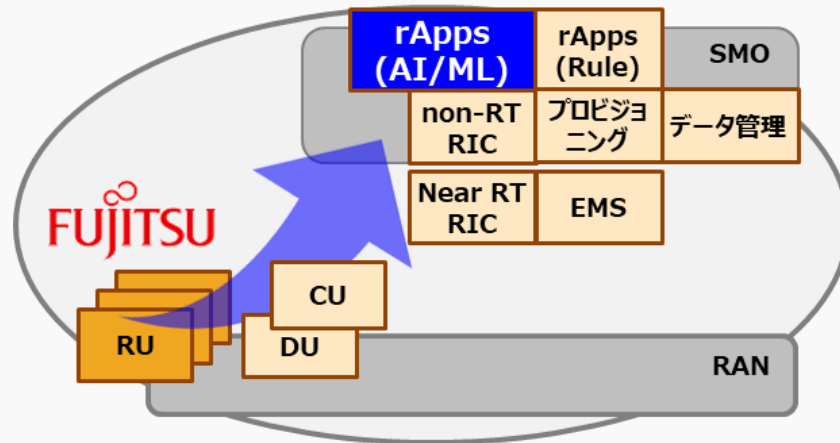 rApps
(AI/ML)
rApps
(Rule)
SMO
non-RT
RIC
プロビジョ
ニング
データ管理
Near RT
RIC
EMS
FUJITSU
CU
RU
DU
RAN